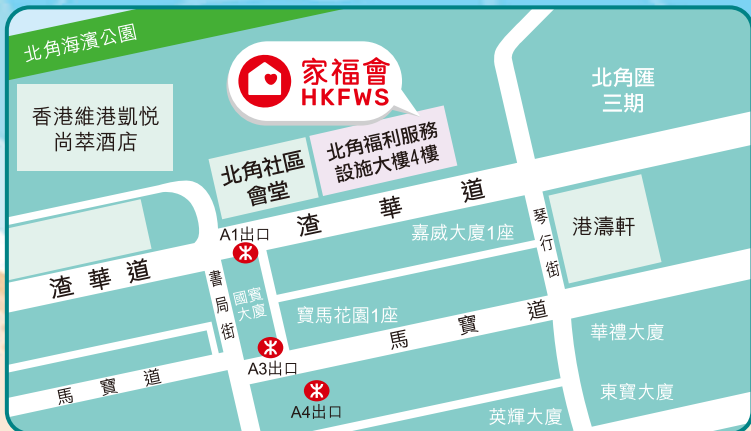 北角海濱公園
家福會
HKFWS
北角匯
三期
香港維港凱悦
尚萃酒店
北角社區
會堂
北角福利服務
設施大樓4樓
渣華道
琴行街
港濤軒
A1出口
嘉威大廈1座
渣華道
書局街
國賓
大廈
寶馬花園1座
馬寶道
華禮大廈
A3出口
馬寶道
A4出口
東寶大廈
英輝大廈